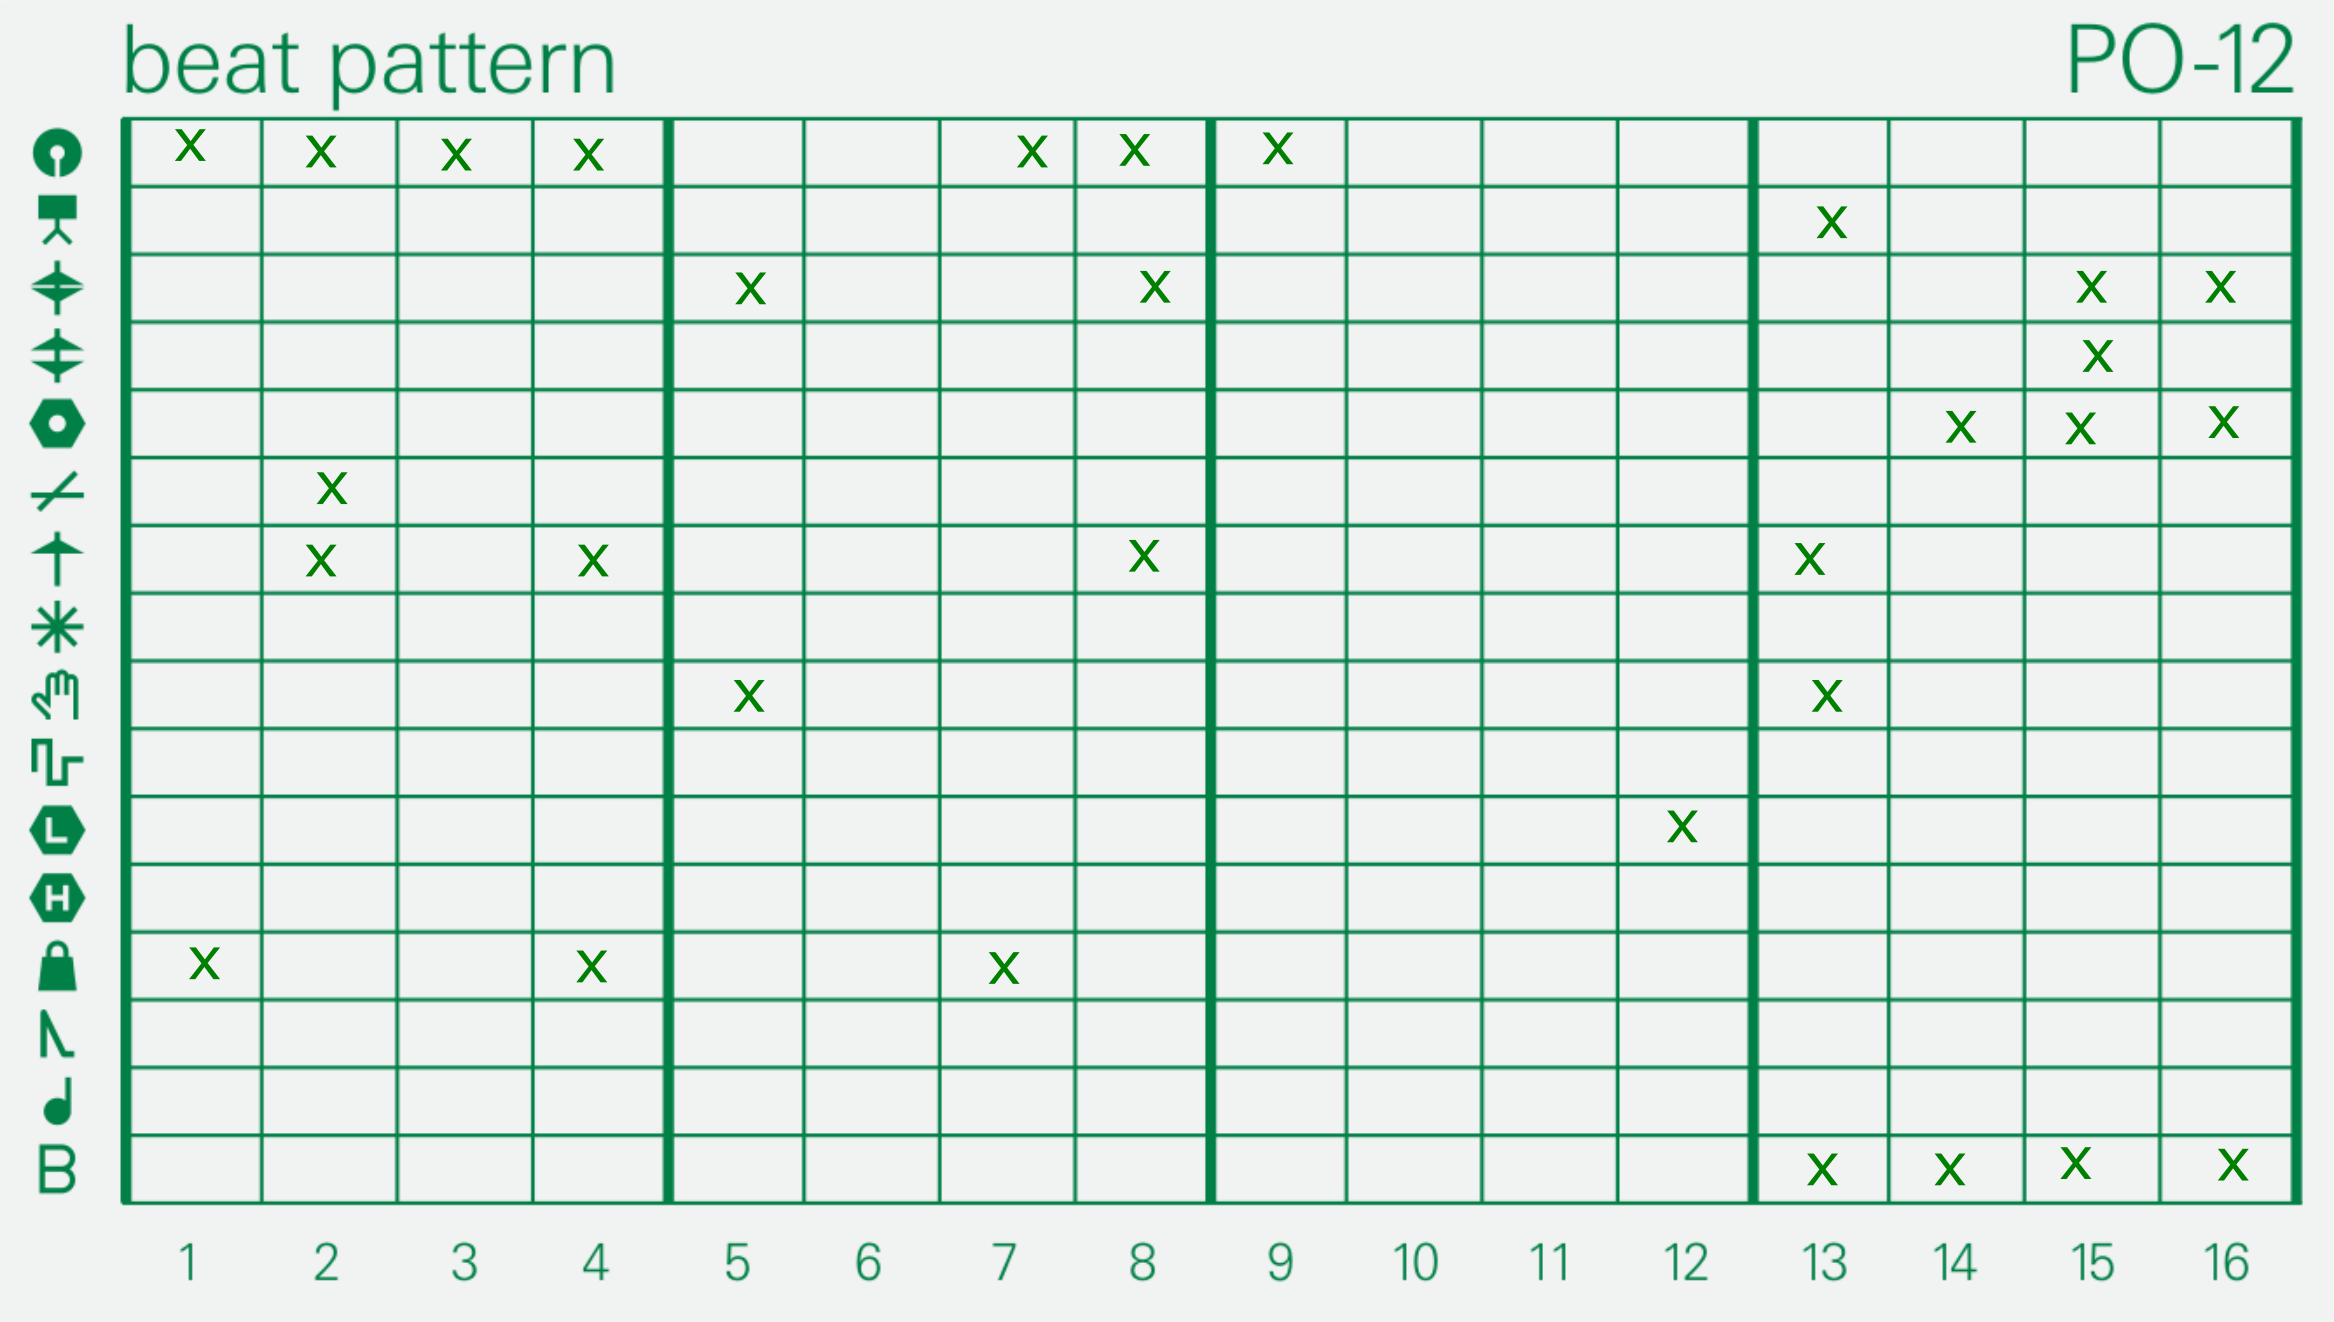 beat pattern PO-12
x x x x x x x
x
x x x x
x
x x x
x
x x x x
x x
L x
H
x x x
B x x x x
1 2 3 4 5 6 7 8 9 10 11 12 13 14 15 16